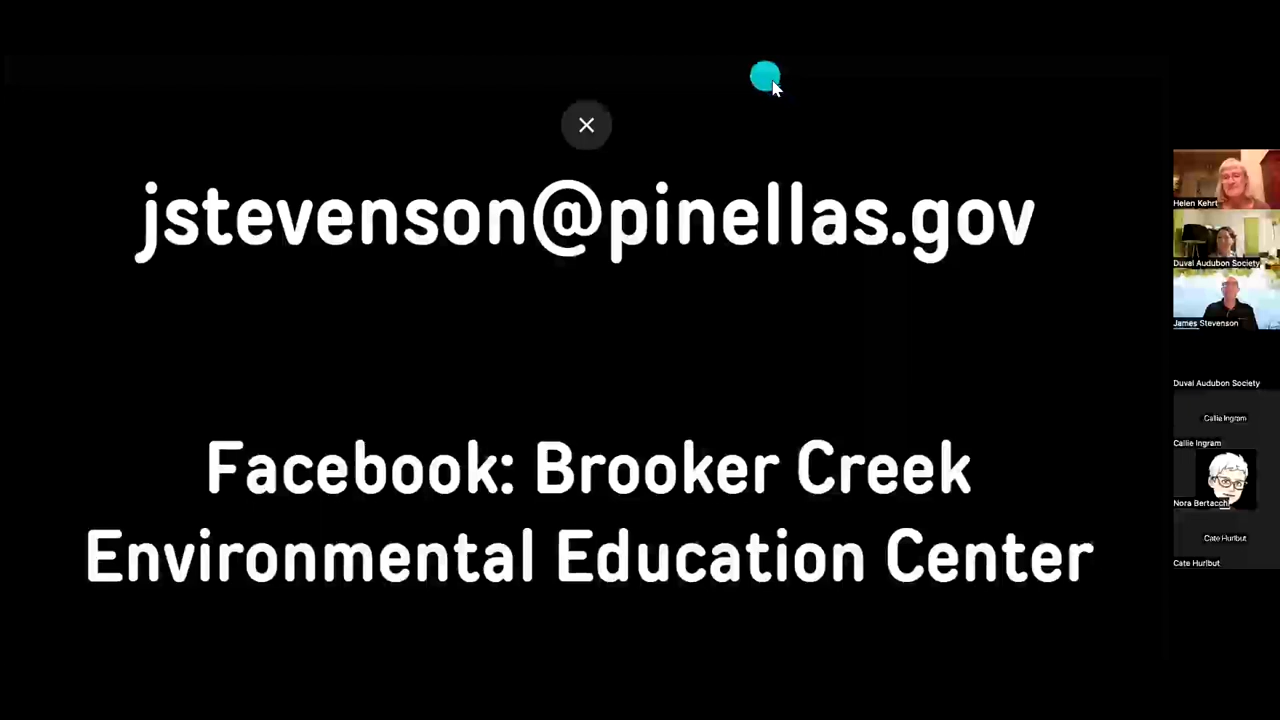 jstevenson@pinellas.gov
Facebook: Brooker Creek
Environmental Education Center
Helen Kehrt
Duval Audubon Society
James Stevenson
Duval Audubon Society
Callie Ingram
Callie Ingram
Nora Bertacchi
Cate Hurlbut
Cate Hurlbut